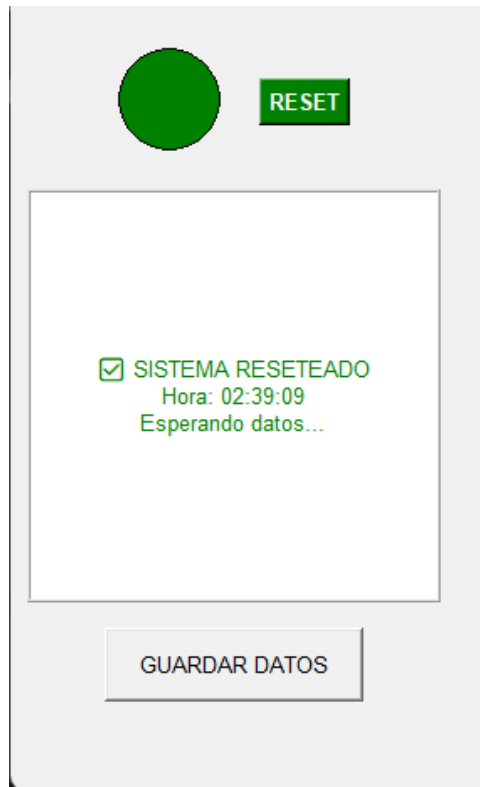 RESET
☑ SISTEMA RESETEADO
Hora: 02:39:09
Esperando datos...
GUARDAR DATOS